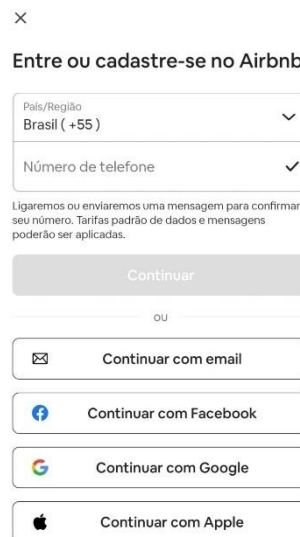 Entre ou cadastre-se no Airbnb
País/Região
Brasil ( +55 )
Número de telefone
Ligaremos ou enviaremos uma mensagem para confirmar
seu número. Tarifas padrão de dados e mensagens
poderão ser aplicadas.
Continuar
ou
Continuar com email
Continuar com Facebook
Continuar com Google
Continuar com Apple